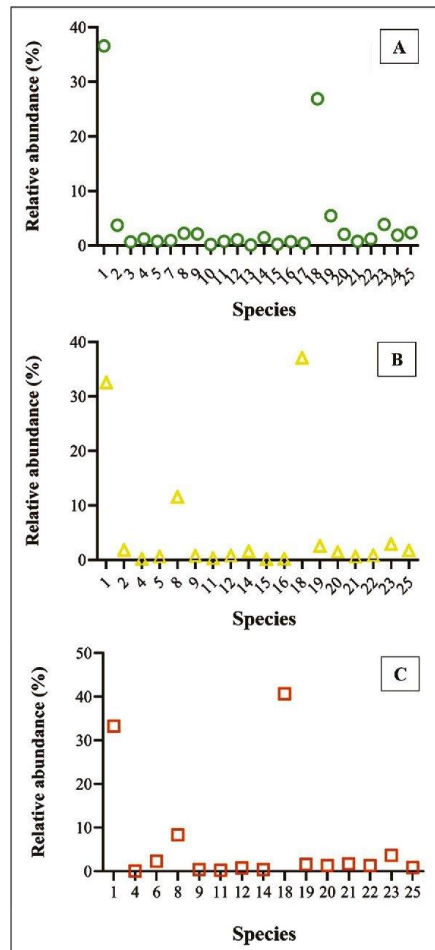 A
Relative abundance (%)
40
30
20
10
0
1 2 3 4 5 7 8 9 10 11 12 13 14 15 16 17 18 19 20 21 22 23 24 25
Species
B
Relative abundance (%)
40
30
20
10
0
1 2 4 5 8 9 11 12 14 15 16 18 19 20 21 22 23 25
Species
C
Relative abundance (%)
50
40
30
20
10
0
1 4 6 8 9 11 12 14 18 19 20 21 22 23 25
Species